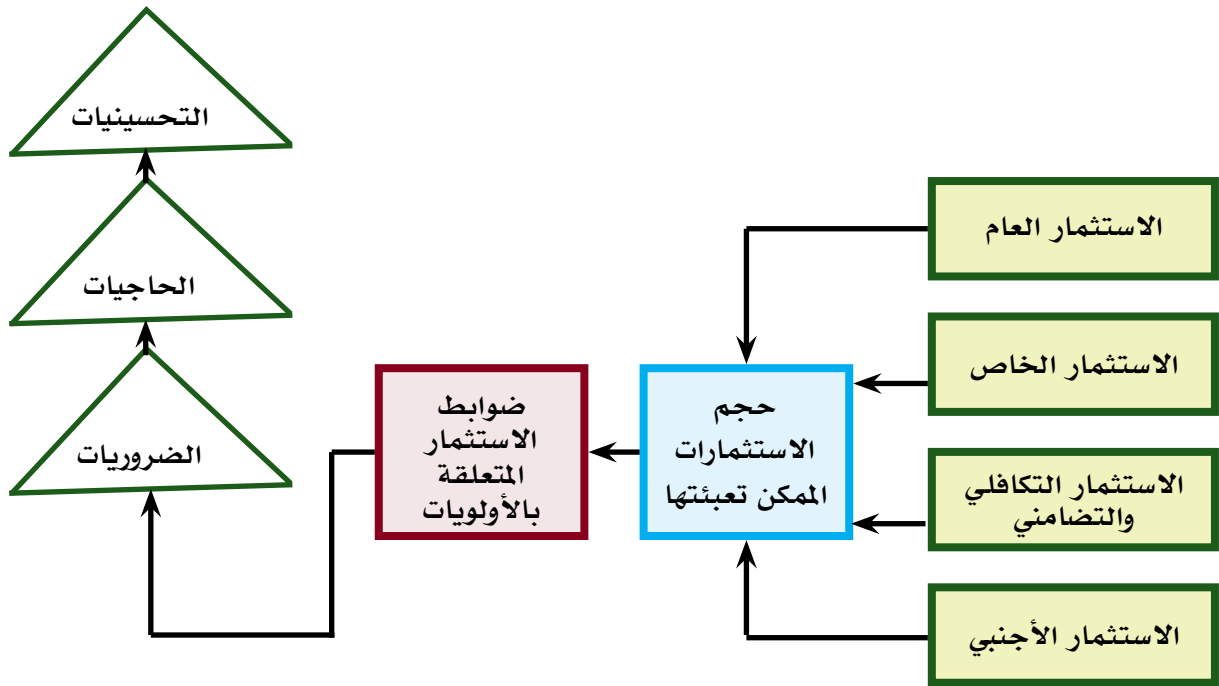 الاستثمار العام
الاستثمار الخاص
الاستثمار التكافلي
والتضامني
الاستثمار الأجنبي
حجم
الاستثمارات
الممكن تعبئتها
ضوابط
الاستثمار
المتعلقة
بالأولويات
التحسينيات
الحاجيات
الضروريات